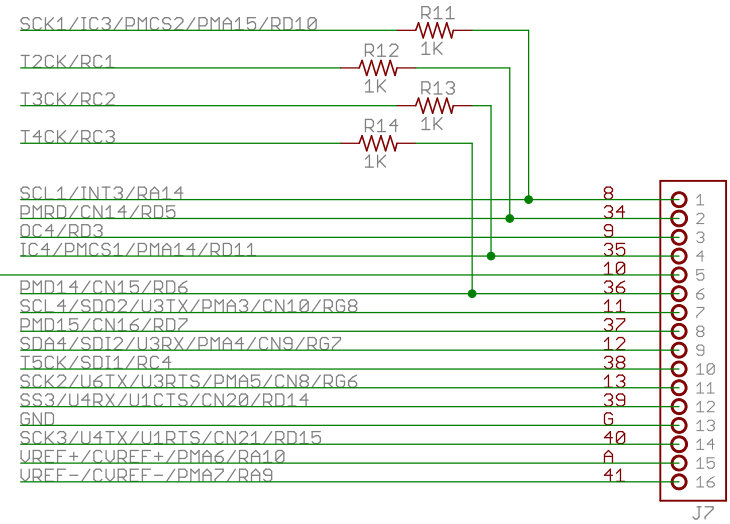 SCK1/IC3/PMCS2/PMA15/RD10
R11
1K
T2CK/RC1
R12
1K
T3CK/RC2
R13
1K
T4CK/RC3
R14
1K
SCL1/INT3/RA14 8 1
PMRD/CN14/RD5 34 2
OC4/RD3 9 3
IC4/PMCS1/PMA14/RD11 35 4
10 5
PMD14/CN15/RD6 36 6
SCL4/SDO2/U3TX/PMA3/CN10/RG8 11 7
PMD15/CN16/RD7 37 8
SDA4/SDI2/U3RX/PMA4/CN9/RG7 12 9
T5CK/SDI1/RC4 38 10
SCK2/U6TX/U3RTS/PMA5/CN8/RG6 13 11
SS3/U4RX/U1CTS/CN20/RD14 39 12
GND G 13
SCK3/U4TX/U1RTS/CN21/RD15 40 14
VREF+/CVREF+/PMA6/RA10 A 15
VREF-/CVREF-/PMA7/RA9 41 16
J7